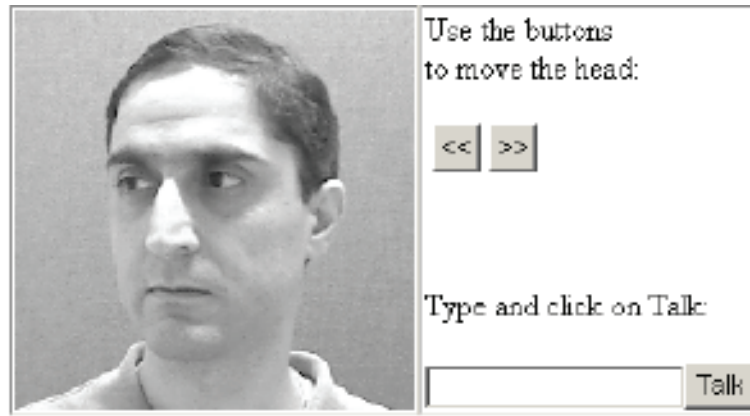 Use the buttons
to move the head:
<< >>
Type and click on Talk:
Talk